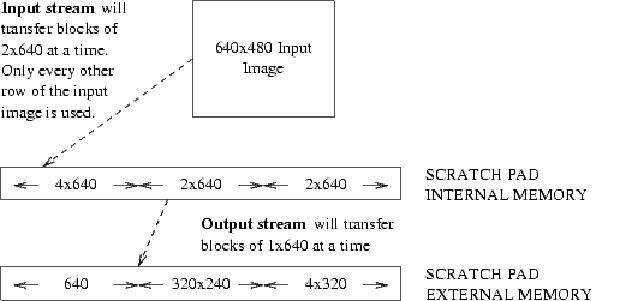 Input stream will
transfer blocks of
2x640 at a time.
Only every other
row of the input
image is used.
640x480 Input
Image
4x640
2x640
2x640
SCRATCH PAD
INTERNAL MEMORY
Output stream will transfer
blocks of 1x640 at a time
640
320x240
4x320
SCRATCH PAD
EXTERNAL MEMORY